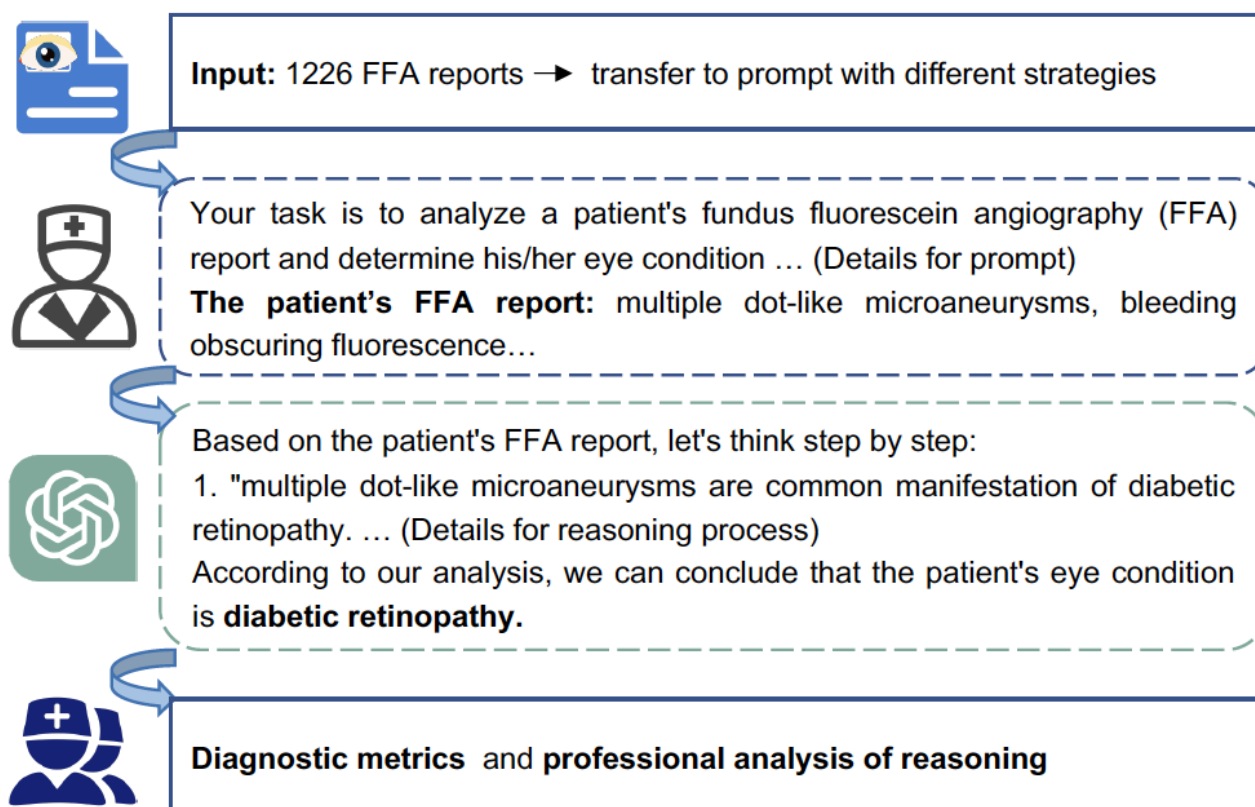 Input: 1226 FFA reports → transfer to prompt with different strategies
Your task is to analyze a patient's fundus fluorescein angiography (FFA)
report and determine his/her eye condition … (Details for prompt)
The patient’s FFA report: multiple dot-like microaneurysms, bleeding
obscuring fluorescence…
Based on the patient's FFA report, let's think step by step:
1. "multiple dot-like microaneurysms are common manifestation of diabetic
retinopathy. … (Details for reasoning process)
According to our analysis, we can conclude that the patient's eye condition
is diabetic retinopathy.
Diagnostic metrics and professional analysis of reasoning